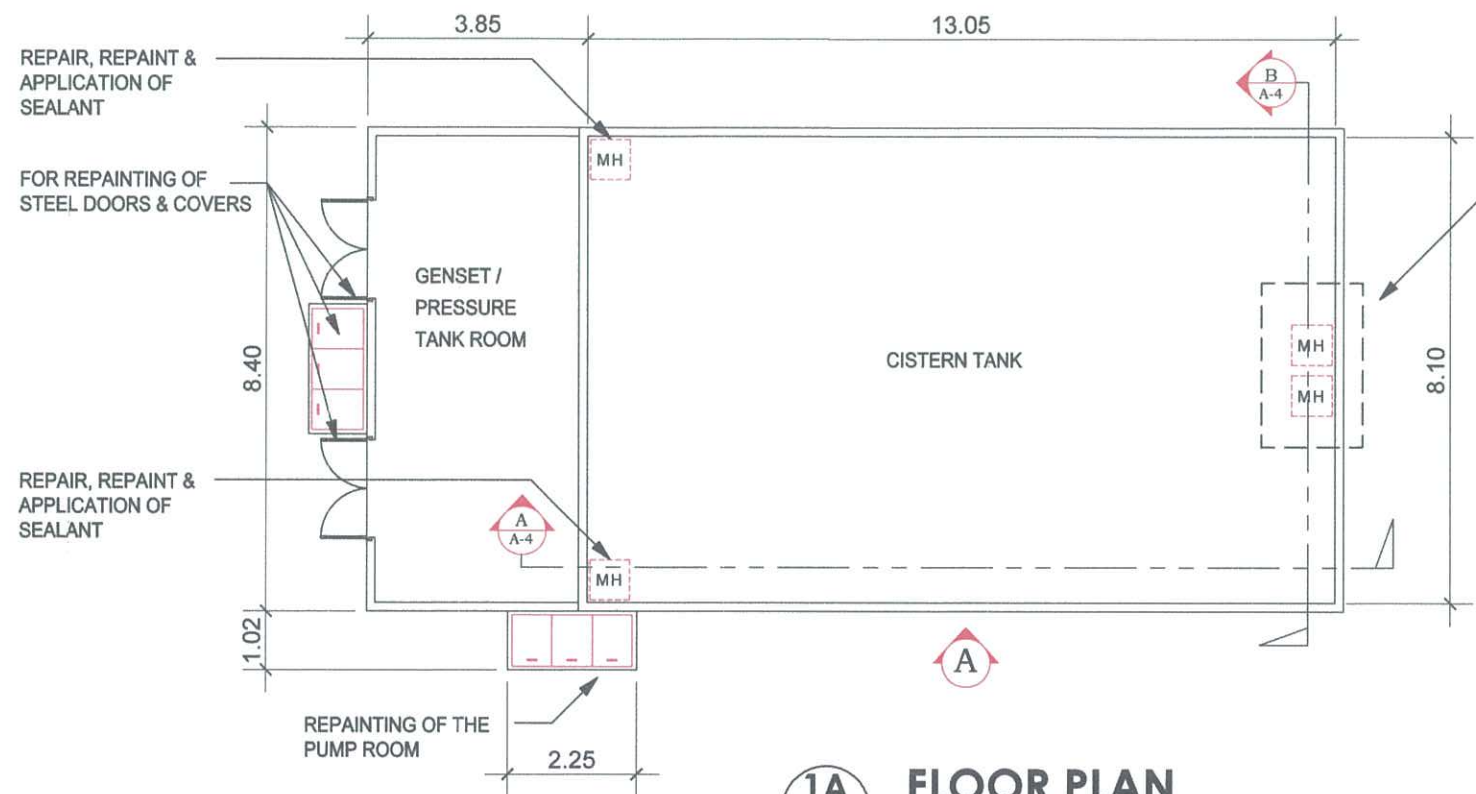 3.85
13.05
REPAIR, REPAINT &
APPLICATION OF
SEALANT
B
A-4
MH
FOR REPAINTING OF
STEEL DOORS & COVERS
GENSET /
PRESSURE
TANK ROOM
8.40
CISTERN TANK
MH
MH
8.10
REPAIR, REPAINT &
APPLICATION OF
SEALANT
A
A-4
MH
1.02
A
REPAINTING OF THE
PUMP ROOM
2.25
1A
FLOOR PLAN